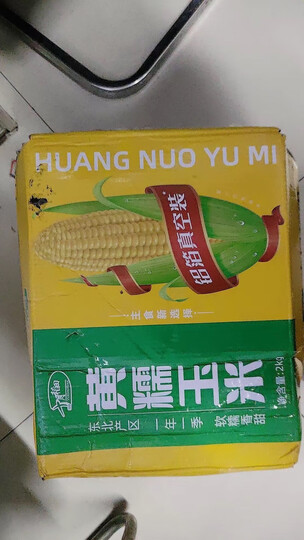 HUANG NUO YU MI
铝箔真空装
主食新选择
黄糯玉米
净含量:2kg
东北产区 一年一季 软糯香甜